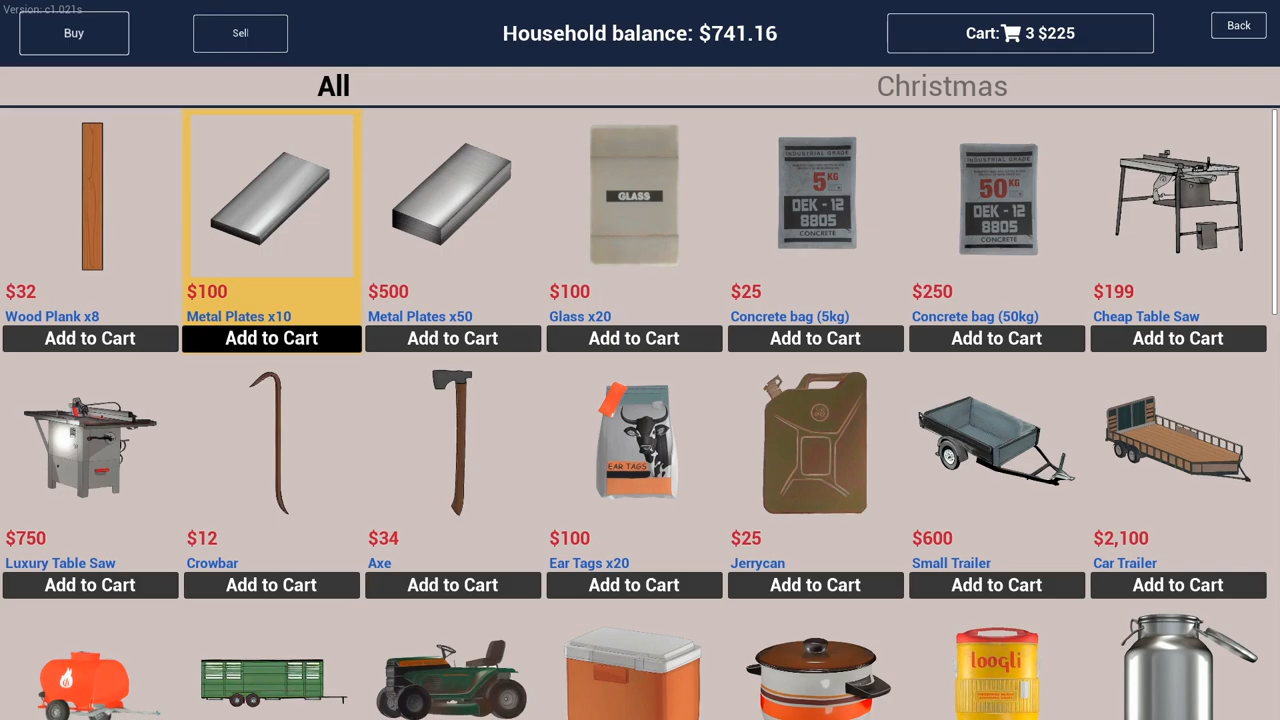 Version: c1.021s
Buy
Sell
Household balance: $741.16
Cart: 3 $225
Back
All
Christmas
GLASS
INDUSTRIAL GRADE
5KG
DEK - 12
8805
CONCRETE
INDUSTRIAL GRADE
50KG
DEK - 12
8805
CONCRETE
$32
$100
$500
$100
$25
$250
$199
Wood Plank x8
Metal Plates x10
Metal Plates x50
Glass x20
Concrete bag (5kg)
Concrete bag (50kg)
Cheap Table Saw
Add to Cart
Add to Cart
Add to Cart
Add to Cart
Add to Cart
Add to Cart
Add to Cart
EAR TAGS
$750
$12
$34
$100
$25
$600
$2,100
Luxury Table Saw
Crowbar
Axe
Ear Tags x20
Jerrycan
Small Trailer
Car Trailer
Add to Cart
Add to Cart
Add to Cart
Add to Cart
Add to Cart
Add to Cart
Add to Cart
looqli